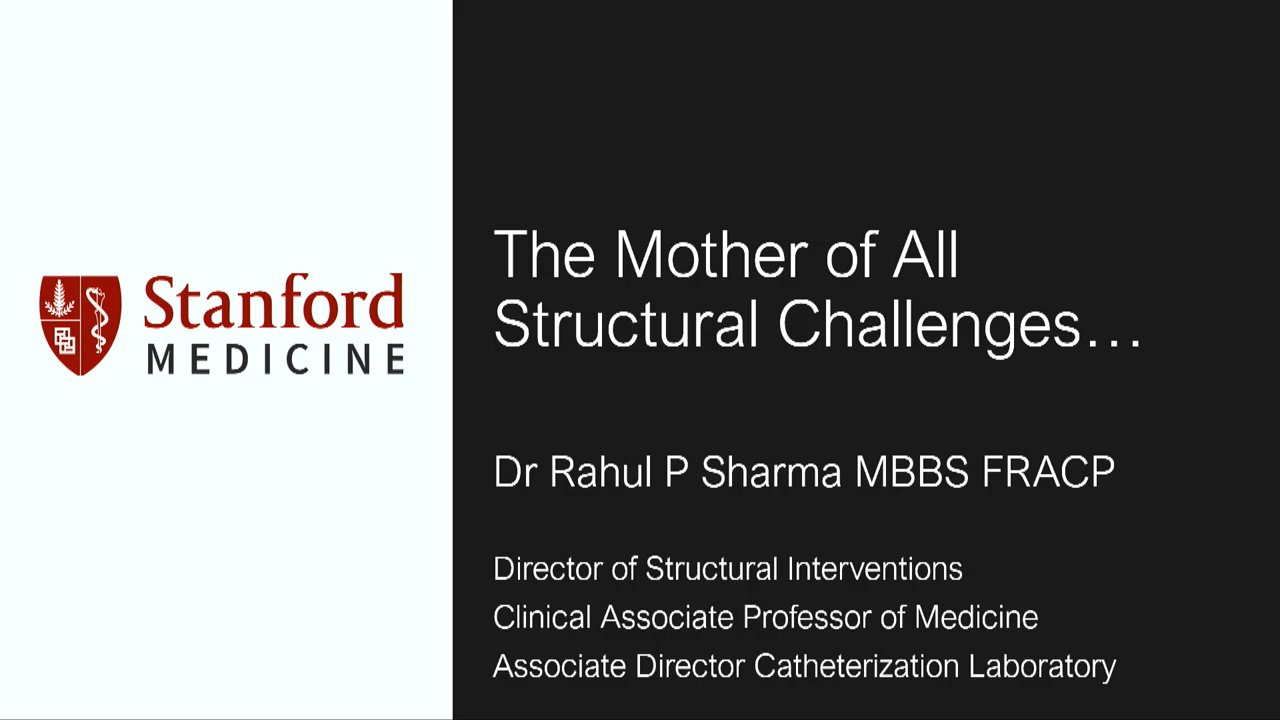 Stanford
MEDICINE
The Mother of All
Structural Challenges…
Dr Rahul P Sharma MBBS FRACP
Director of Structural Interventions
Clinical Associate Professor of Medicine
Associate Director Catheterization Laboratory